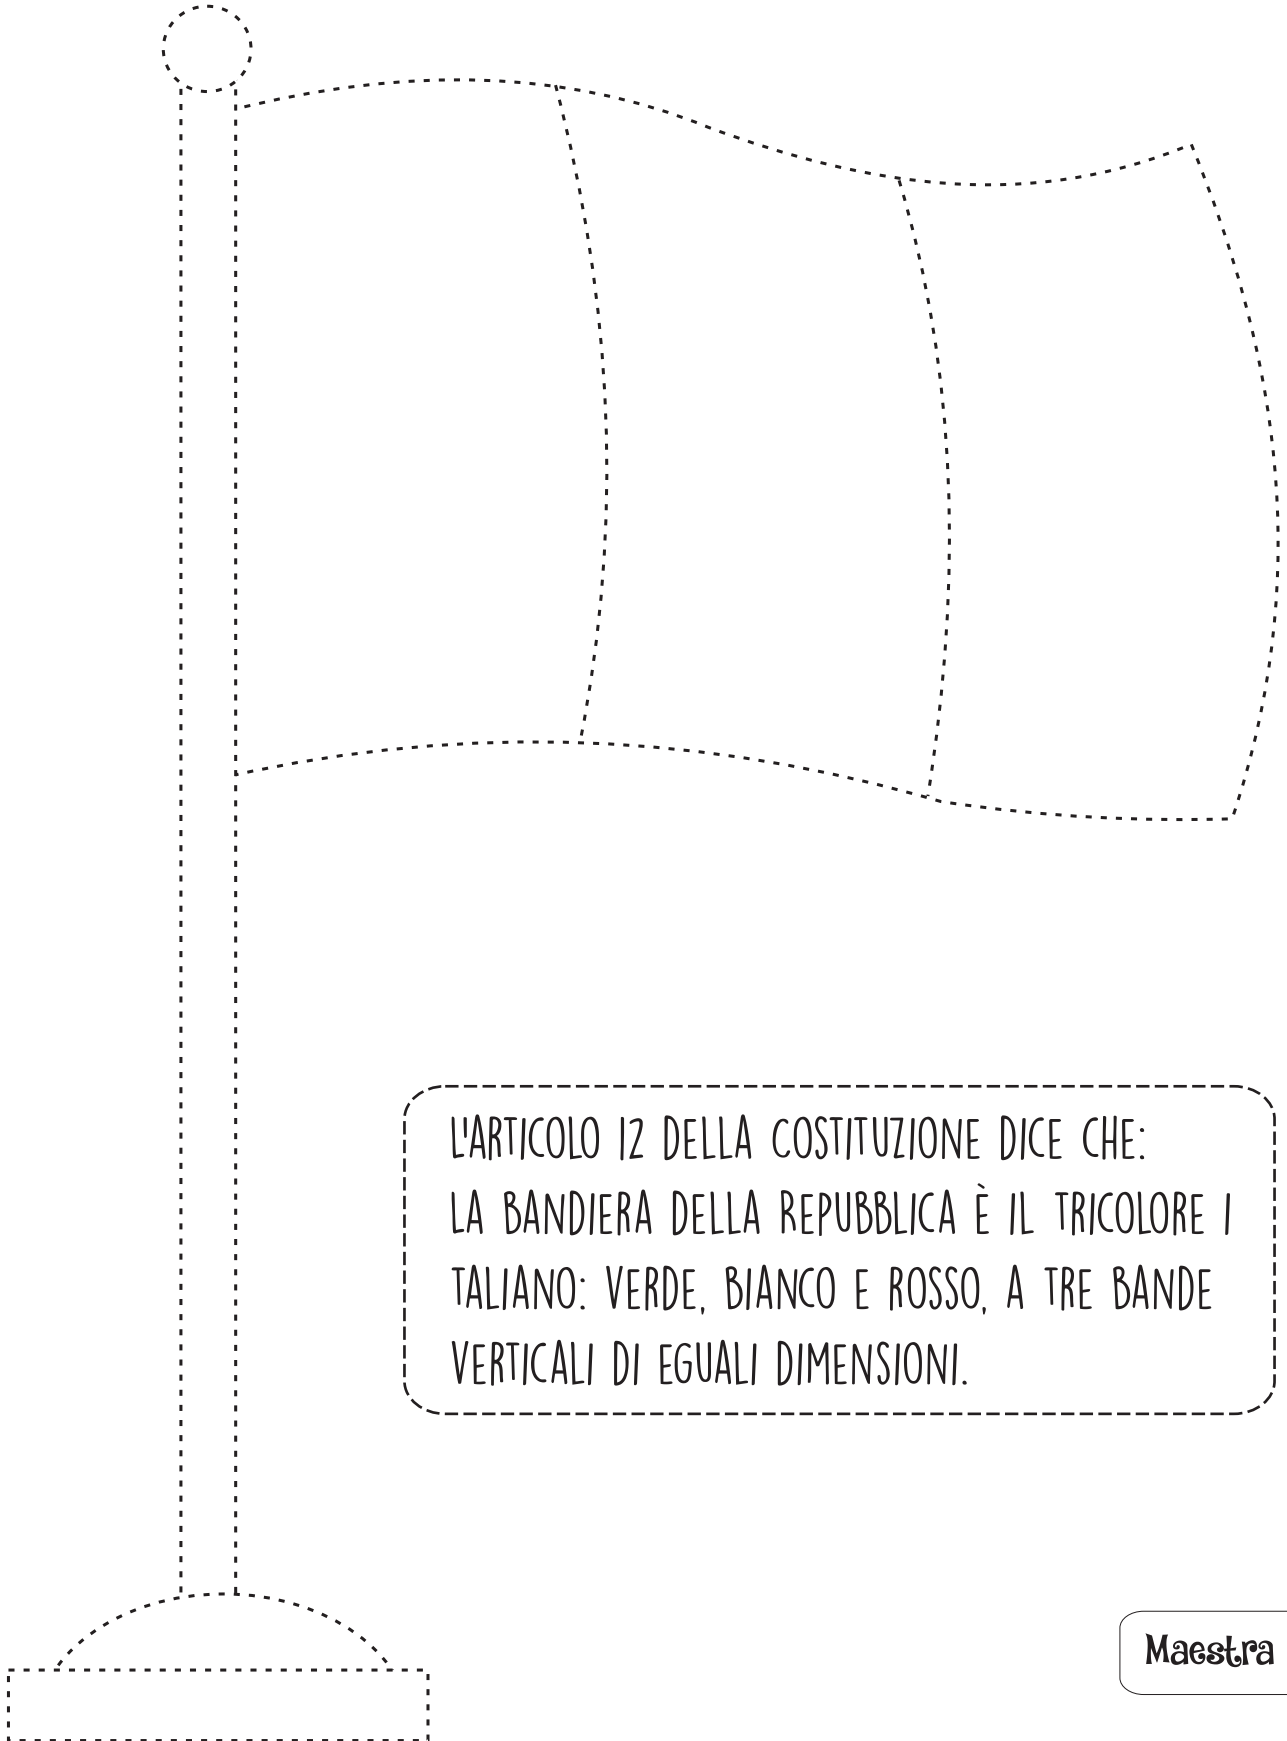 L'ARTICOLO 12 DELLA COSTITUZIONE DICE CHE:
LA BANDIERA DELLA REPUBBLICA È IL TRICOLORE I
TALIANO: VERDE, BIANCO E ROSSO, A TRE BANDE
VERTICALI DI EGUALI DIMENSIONI.
Maestra